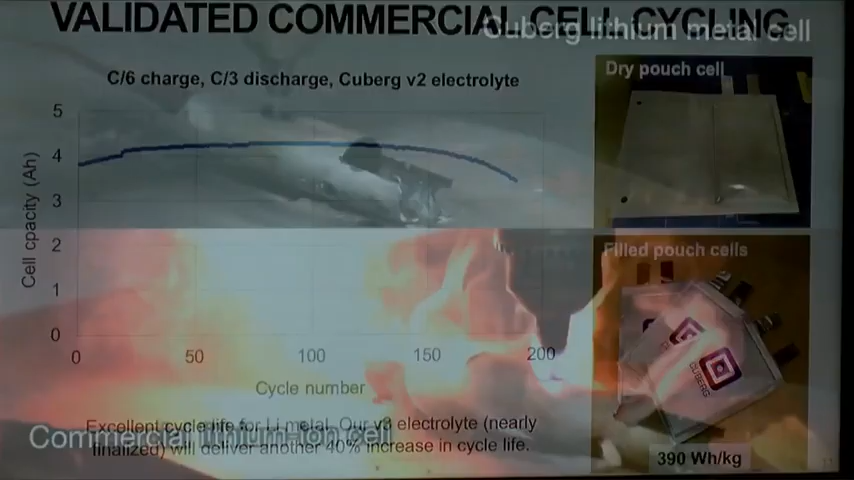 VALIDATED COMMERCIAL CELL CYCLING
Cuberg lithium metal cell
C/6 charge, C/3 discharge, Cuberg v2 electrolyte
Dry pouch cell
5
4
3
2
1
0
Cell cpacity (Ah)
0 50 100 150 200
Cycle number
Filled pouch cells
CUBERG
390 Wh/kg
Excellent cycle life for Li metal. Our v3 electrolyte (nearly
finalized) will deliver another 40% increase in cycle life.
Commercial lithium-ion cell
11